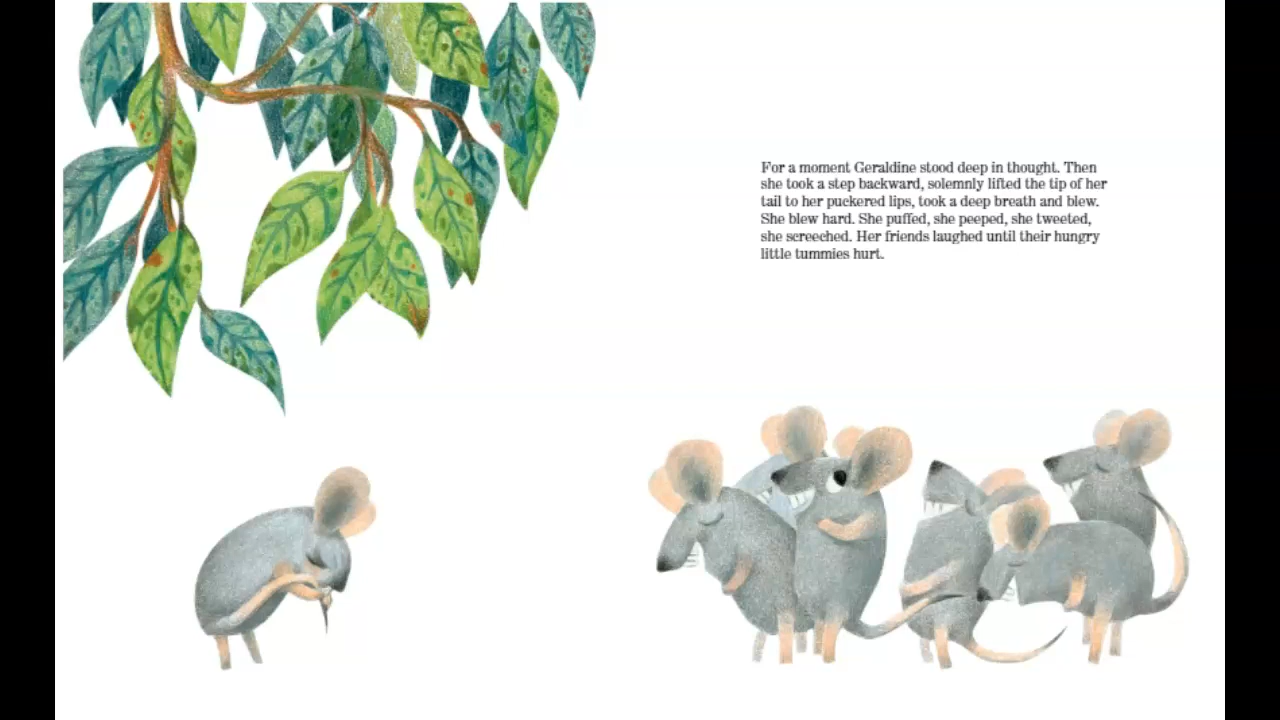 For a moment Geraldine stood deep in thought. Then
she took a step backward, solemnly lifted the tip of her
tail to her puckered lips, took a deep breath and blew.
She blew hard. She puffed, she peeped, she tweeted,
she screeched. Her friends laughed until their hungry
little tummies hurt.